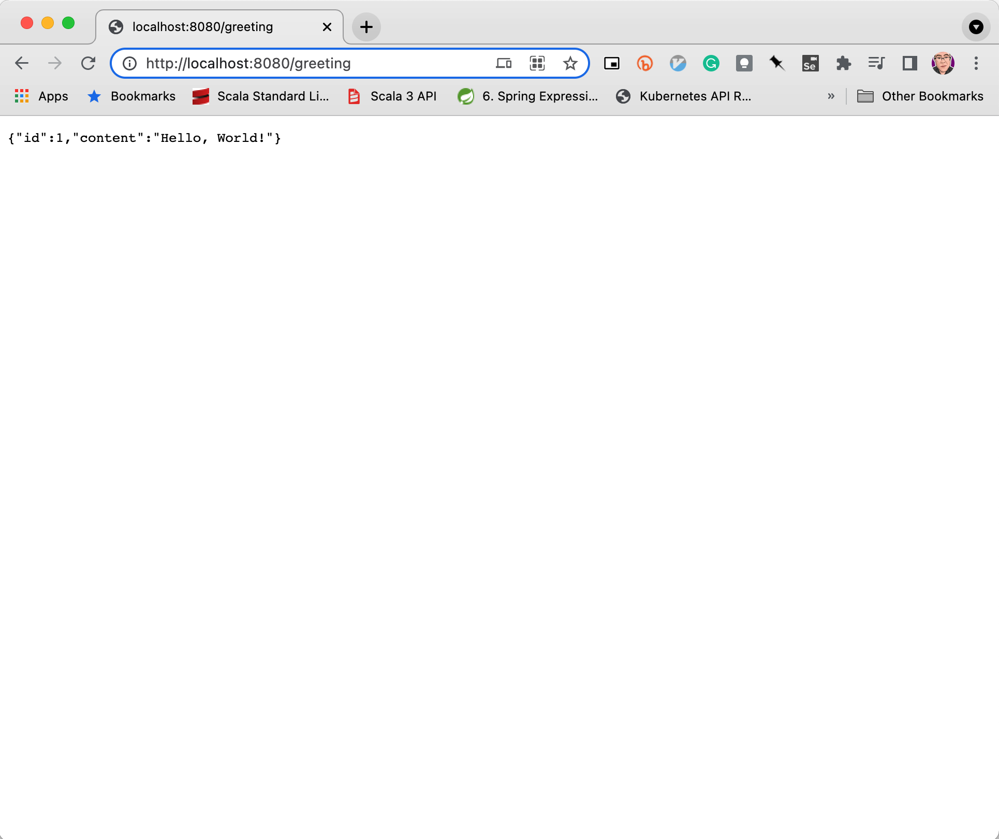 localhost:8080/greeting
http://localhost:8080/greeting
Se
Apps Bookmarks Scala Standard Li... Scala 3 API 6. Spring Expressi... Kubernetes API R... » Other Bookmarks
{"id":1,"content":"Hello, World!"}